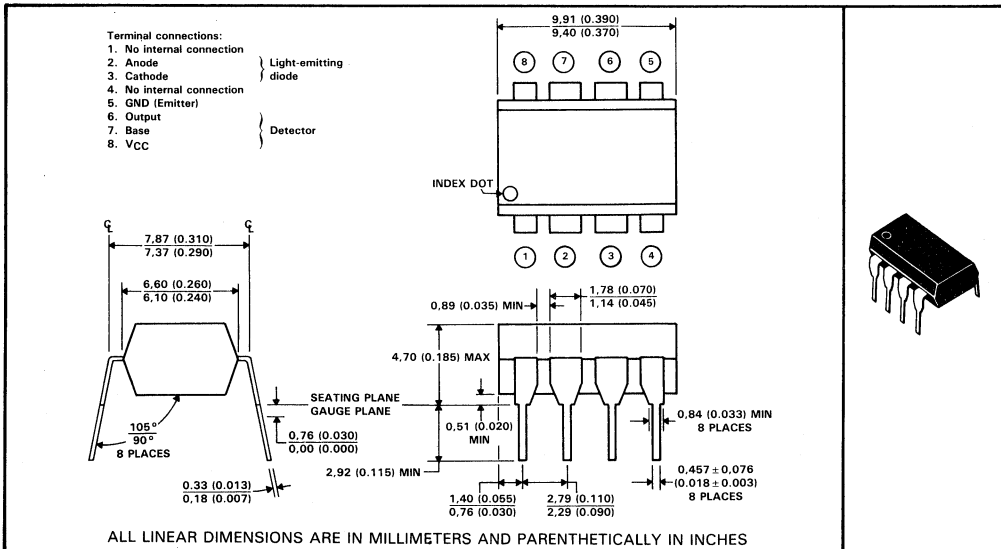 Terminal connections:
1. No internal connection
2. Anode
3. Cathode
Light-emitting
diode
4. No internal connection
5. GND (Emitter)
6. Output
7. Base
8. VCC
Detector
9,91 (0.390)
9,40 (0.370)
8 7 6 5
INDEX DOT
1 2 3 4
℄ ℄
7,87 (0.310)
7,37 (0.290)
6,60 (0.260)
6,10 (0.240)
105°
90°
8 PLACES
0.33 (0.013)
0,18 (0.007)
SEATING PLANE
GAUGE PLANE
0,76 (0.030)
0,00 (0.000)
0,89 (0.035) MIN
1,78 (0.070)
1,14 (0.045)
4,70 (0.185) MAX
0,51 (0.020)
MIN
2,92 (0.115) MIN
0,84 (0.033) MIN
8 PLACES
0,457 ± 0,076
(0.018 ± 0.003)
8 PLACES
1,40 (0.055)
0,76 (0.030)
2,79 (0.110)
2,29 (0.090)
ALL LINEAR DIMENSIONS ARE IN MILLIMETERS AND PARENTHETICALLY IN INCHES